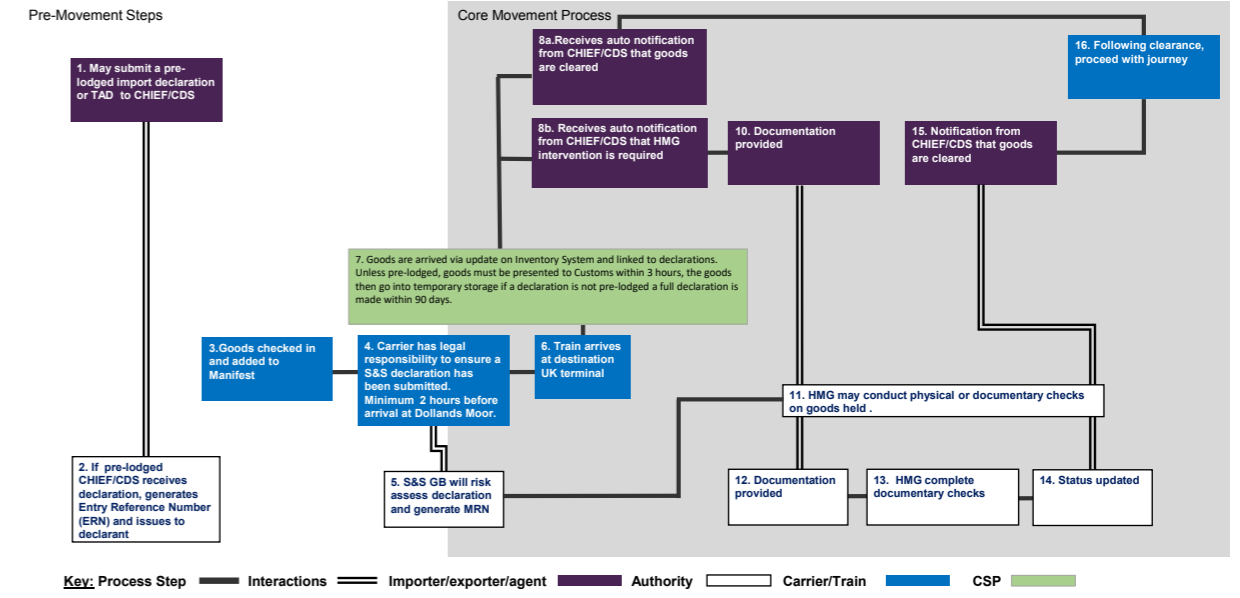 Pre-Movement Steps
Core Movement Process
1. May submit a pre-
lodged import declaration
or TAD to CHIEF/CDS
8a.Receives auto notification
from CHIEF/CDS that goods
are cleared
16. Following clearance,
proceed with journey
8b. Receives auto notification
from CHIEF/CDS that HMG
intervention is required
10. Documentation
provided
15. Notification from
CHIEF/CDS that goods
are cleared
7. Goods are arrived via update on Inventory System and linked to declarations.
Unless pre-lodged, goods must be presented to Customs within 3 hours, the goods
then go into temporary storage if a declaration is not pre-lodged a full declaration is
made within 90 days.
3.Goods checked in
and added to
Manifest
4. Carrier has legal
responsibility to ensure a
S&S declaration has
been submitted.
Minimum 2 hours before
arrival at Dollands Moor.
6. Train arrives
at destination
UK terminal
11. HMG may conduct physical or documentary checks
on goods held .
2. If pre-lodged
CHIEF/CDS receives
declaration, generates
Entry Reference Number
(ERN) and issues to
declarant
5. S&S GB will risk
assess declaration
and generate MRN
12. Documentation
provided
13. HMG complete
documentary checks
14. Status updated
Key: Process Step Interactions Importer/exporter/agent Authority Carrier/Train CSP